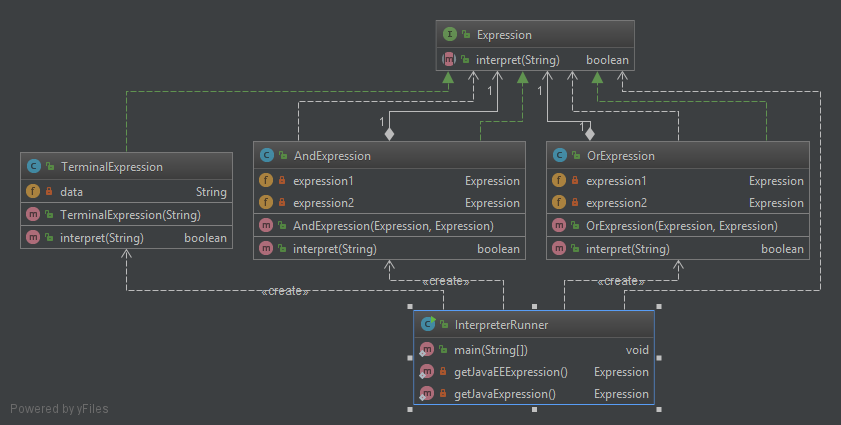 Expression
interpret(String) boolean
1 1
1 1
TerminalExpression
data String
TerminalExpression(String)
interpret(String) boolean
AndExpression
expression1 Expression
expression2 Expression
AndExpression(Expression, Expression)
interpret(String) boolean
OrExpression
expression1 Expression
expression2 Expression
OrExpression(Expression, Expression)
interpret(String) boolean
«create» «create» «create»
InterpreterRunner
main(String[]) void
getJavaEEExpression() Expression
getJavaExpression() Expression
Powered by yFiles